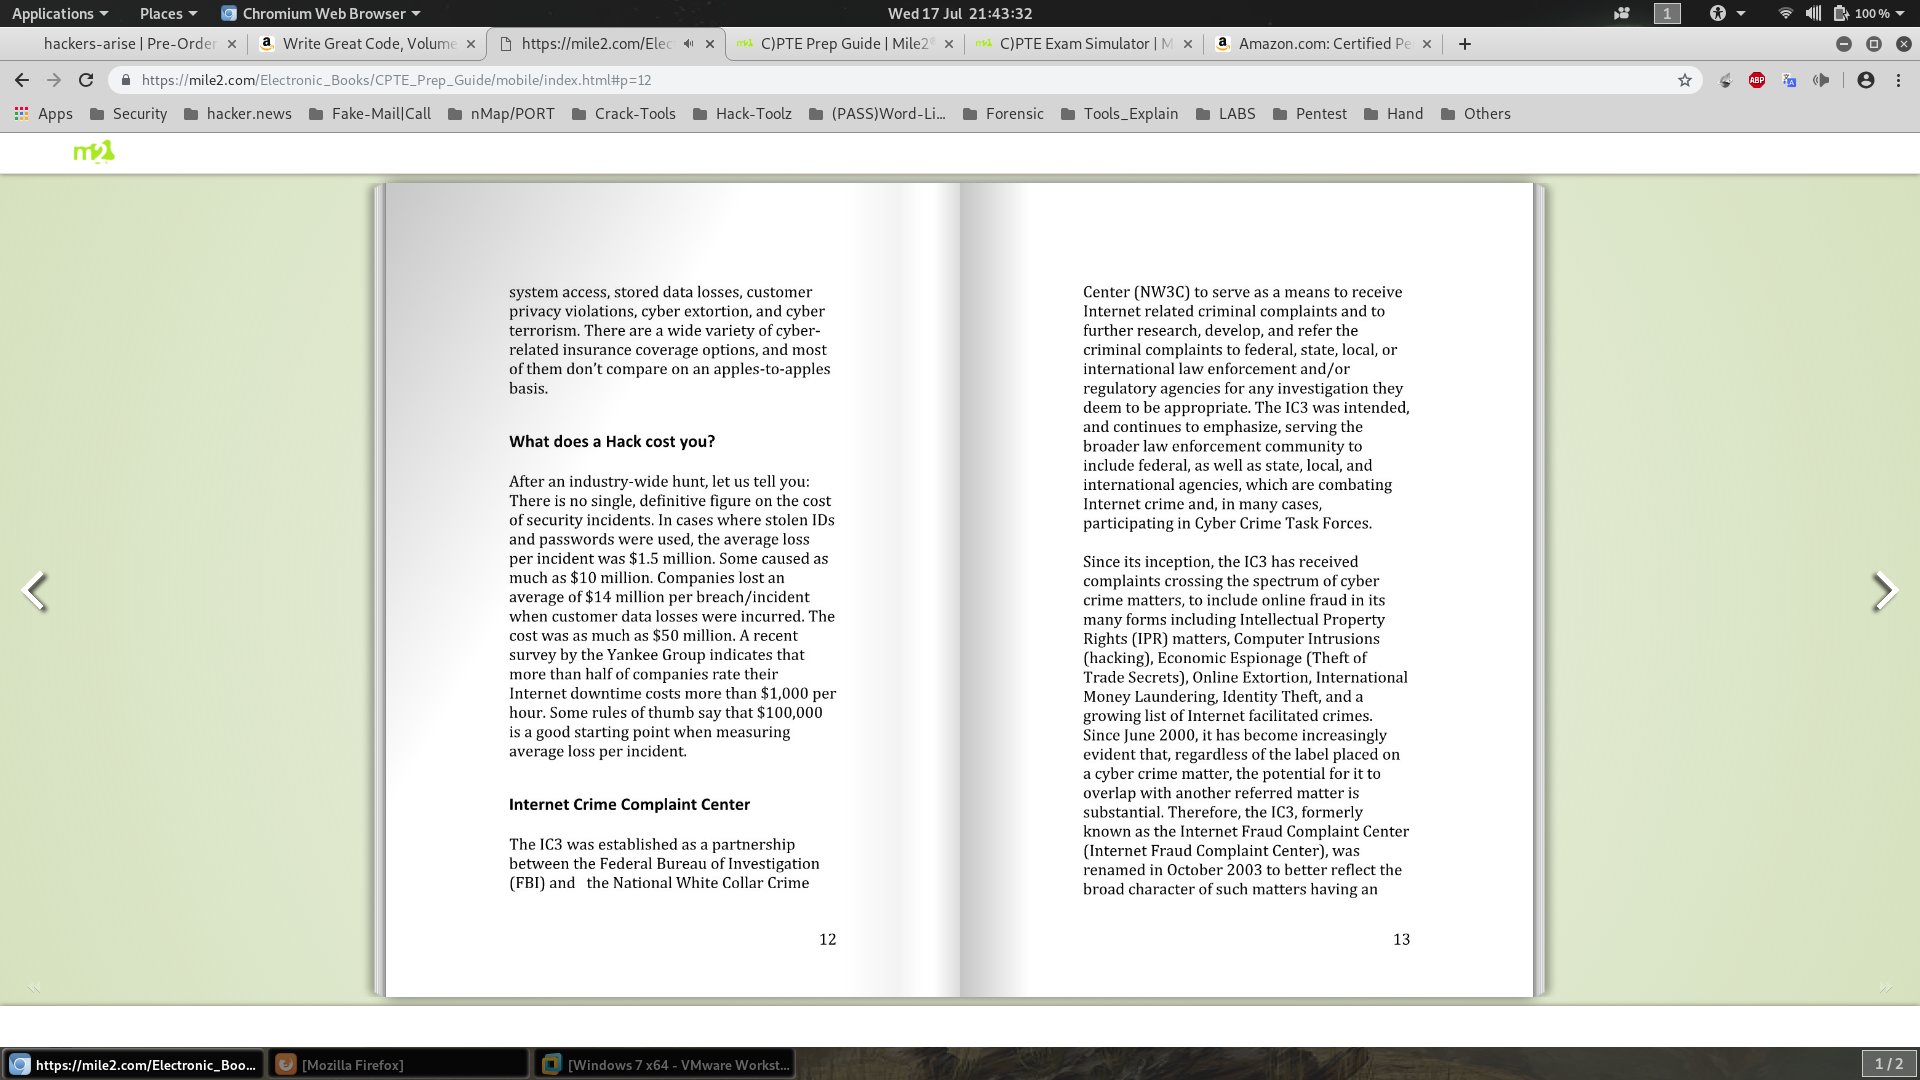 Applications
Places
Chromium Web Browser
Wed 17 Jul 21:43:32
1
100 %
hackers-arise | Pre-Order
Write Great Code, Volume
https://mile2.com/Elec
C)PTE Prep Guide | Mile2
C)PTE Exam Simulator | M
Amazon.com: Certified Pe
https://mile2.com/Electronic_Books/CPTE_Prep_Guide/mobile/index.html#p=12
ABP
Apps
Security
hacker.news
Fake-Mail|Call
nMap/PORT
Crack-Tools
Hack-Toolz
(PASS)Word-Li...
Forensic
Tools_Explain
LABS
Pentest
Hand
Others
m2
system access, stored data losses, customer
privacy violations, cyber extortion, and cyber
terrorism. There are a wide variety of cyber-
related insurance coverage options, and most
of them don’t compare on an apples-to-apples
basis.
What does a Hack cost you?
After an industry-wide hunt, let us tell you:
There is no single, definitive figure on the cost
of security incidents. In cases where stolen IDs
and passwords were used, the average loss
per incident was $1.5 million. Some caused as
much as $10 million. Companies lost an
average of $14 million per breach/incident
when customer data losses were incurred. The
cost was as much as $50 million. A recent
survey by the Yankee Group indicates that
more than half of companies rate their
Internet downtime costs more than $1,000 per
hour. Some rules of thumb say that $100,000
is a good starting point when measuring
average loss per incident.
Internet Crime Complaint Center
The IC3 was established as a partnership
between the Federal Bureau of Investigation
(FBI) and the National White Collar Crime
12
Center (NW3C) to serve as a means to receive
Internet related criminal complaints and to
further research, develop, and refer the
criminal complaints to federal, state, local, or
international law enforcement and/or
regulatory agencies for any investigation they
deem to be appropriate. The IC3 was intended,
and continues to emphasize, serving the
broader law enforcement community to
include federal, as well as state, local, and
international agencies, which are combating
Internet crime and, in many cases,
participating in Cyber Crime Task Forces.
Since its inception, the IC3 has received
complaints crossing the spectrum of cyber
crime matters, to include online fraud in its
many forms including Intellectual Property
Rights (IPR) matters, Computer Intrusions
(hacking), Economic Espionage (Theft of
Trade Secrets), Online Extortion, International
Money Laundering, Identity Theft, and a
growing list of Internet facilitated crimes.
Since June 2000, it has become increasingly
evident that, regardless of the label placed on
a cyber crime matter, the potential for it to
overlap with another referred matter is
substantial. Therefore, the IC3, formerly
known as the Internet Fraud Complaint Center
(Internet Fraud Complaint Center), was
renamed in October 2003 to better reflect the
broad character of such matters having an
13
https://mile2.com/Electronic_Boo...
[Mozilla Firefox]
[Windows 7 x64 - VMware Workst...
1 / 2